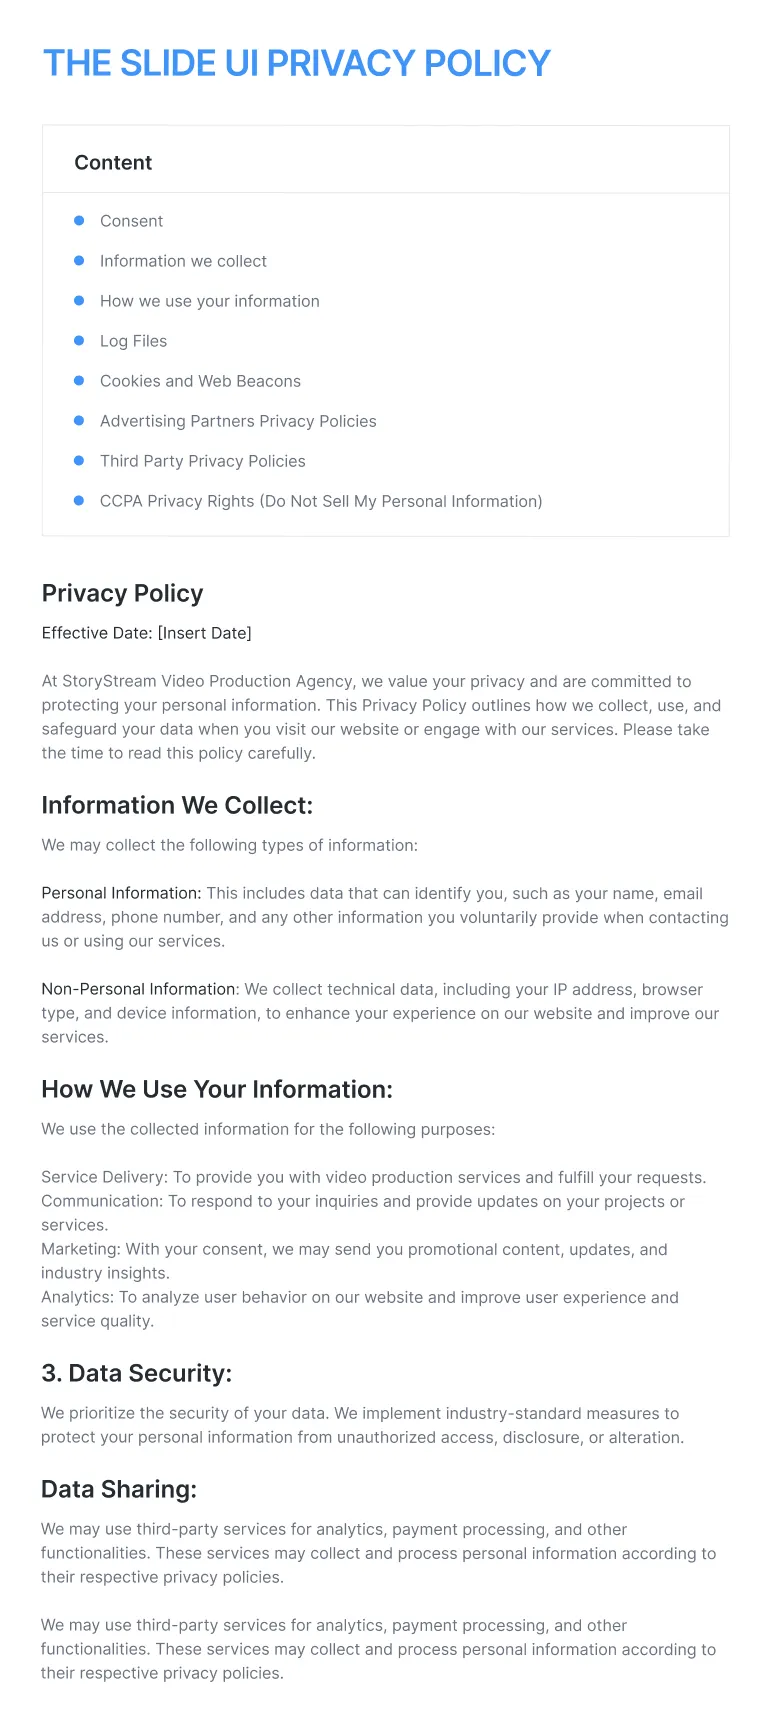 THE SLIDE UI PRIVACY POLICY
Content
Consent
Information we collect
How we use your information
Log Files
Cookies and Web Beacons
Advertising Partners Privacy Policies
Third Party Privacy Policies
CCPA Privacy Rights (Do Not Sell My Personal Information)
Privacy Policy
Effective Date: [Insert Date]
At StoryStream Video Production Agency, we value your privacy and are committed to
protecting your personal information. This Privacy Policy outlines how we collect, use, and
safeguard your data when you visit our website or engage with our services. Please take
the time to read this policy carefully.
Information We Collect:
We may collect the following types of information:
Personal Information: This includes data that can identify you, such as your name, email
address, phone number, and any other information you voluntarily provide when contacting
us or using our services.
Non-Personal Information: We collect technical data, including your IP address, browser
type, and device information, to enhance your experience on our website and improve our
services.
How We Use Your Information:
We use the collected information for the following purposes:
Service Delivery: To provide you with video production services and fulfill your requests.
Communication: To respond to your inquiries and provide updates on your projects or
services.
Marketing: With your consent, we may send you promotional content, updates, and
industry insights.
Analytics: To analyze user behavior on our website and improve user experience and
service quality.
3. Data Security:
We prioritize the security of your data. We implement industry-standard measures to
protect your personal information from unauthorized access, disclosure, or alteration.
Data Sharing:
We may use third-party services for analytics, payment processing, and other
functionalities. These services may collect and process personal information according to
their respective privacy policies.
We may use third-party services for analytics, payment processing, and other
functionalities. These services may collect and process personal information according to
their respective privacy policies.